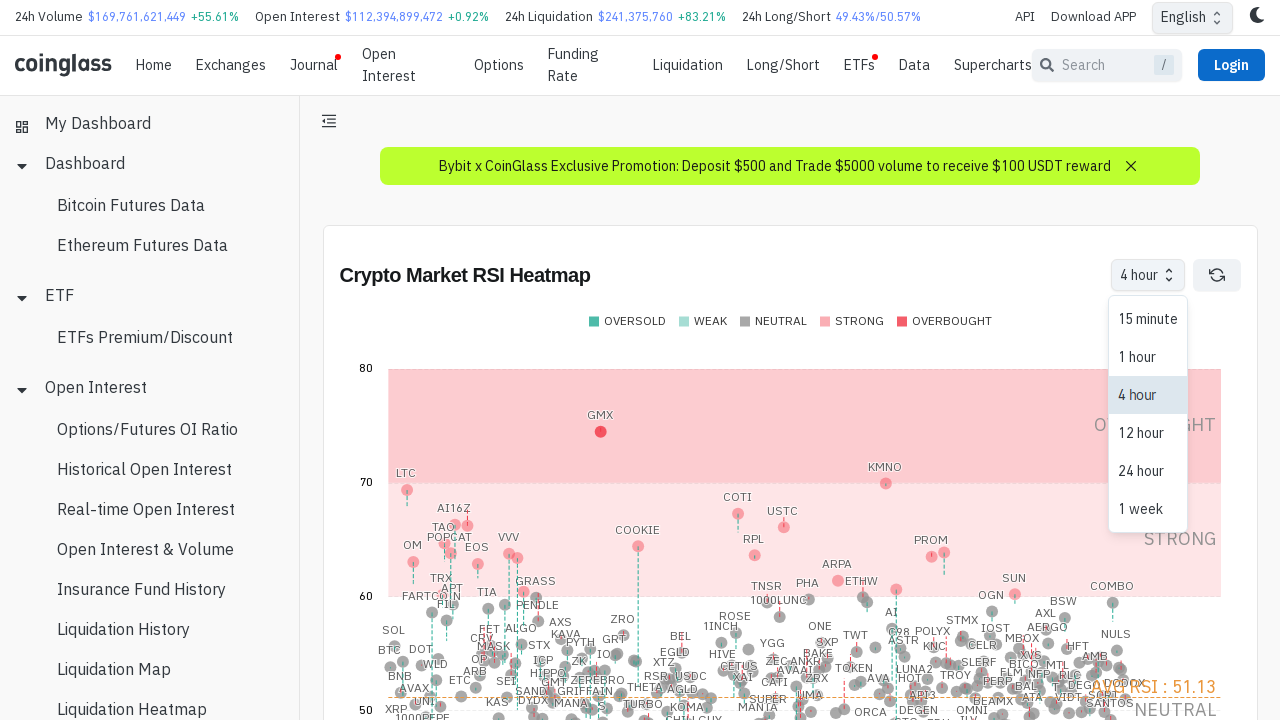 24h Volume $169,761,621,449 +55.61% Open Interest $112,394,899,472 +0.92% 24h Liquidation $241,375,760 +83.21% 24h Long/Short 49.43%/50.57% API Download APP English
coinglass Home Exchanges Journal Open Interest Options Funding Rate Liquidation Long/Short ETFs Data Supercharts Search / Login
My Dashboard
Dashboard
Bitcoin Futures Data
Ethereum Futures Data
ETF
ETFs Premium/Discount
Open Interest
Options/Futures OI Ratio
Historical Open Interest
Real-time Open Interest
Open Interest & Volume
Insurance Fund History
Liquidation History
Liquidation Map
Liquidation Heatmap
Bybit x CoinGlass Exclusive Promotion: Deposit $500 and Trade $5000 volume to receive $100 USDT reward
Crypto Market RSI Heatmap
4 hour
15 minute
1 hour
4 hour
12 hour
24 hour
1 week
OVERSOLD WEAK NEUTRAL STRONG OVERBOUGHT
80
GMX
KMNO
LTC
70
COTI
AI16Z USTC
TAO COOKIE
POPCAT VVV RPL PROM
OM EOS
STRONG
ARPA
TRX GRASS PHA ETHW SUN
APT TIA TNSR COMBO
60 FARTCOIN 1000LUNC OGN BSW
FIL PENDLE AI AXL
ZRO ROSE STMX
SOL FET ALGO AXS 1INCH ONE C98 POLYX IOST AERGO NULS
CRV KAVA GRT BEL TWT ASTR MBOX
BTC DOT MASK STX PYTH EGLD HIVE YGG SXP KNC CELR HFT
OP ICP ZK IO XTZ CETUS ZEC ANKR BAKE TOKEN LUNA2 SLERF BICO XVS MTL AMB
BNB WLD ARB HIPPO RSR USDC XAI AVAAI ZRX AVA HOT TROY FLM NFP RLC
AVAX ETC SEI GMT ZEREBRO THETA AGLD CATI UMA API3 PERP BAL DEGO
AVG RSI : 51.13
UNI SAND GRIFFAIN SUPER BEAMX ATA
XRP KAS DYDX MANA TURBO KOMA MANTA ORCA DEGEN OMNI SANTOS
NEUTRAL
50 PEPE